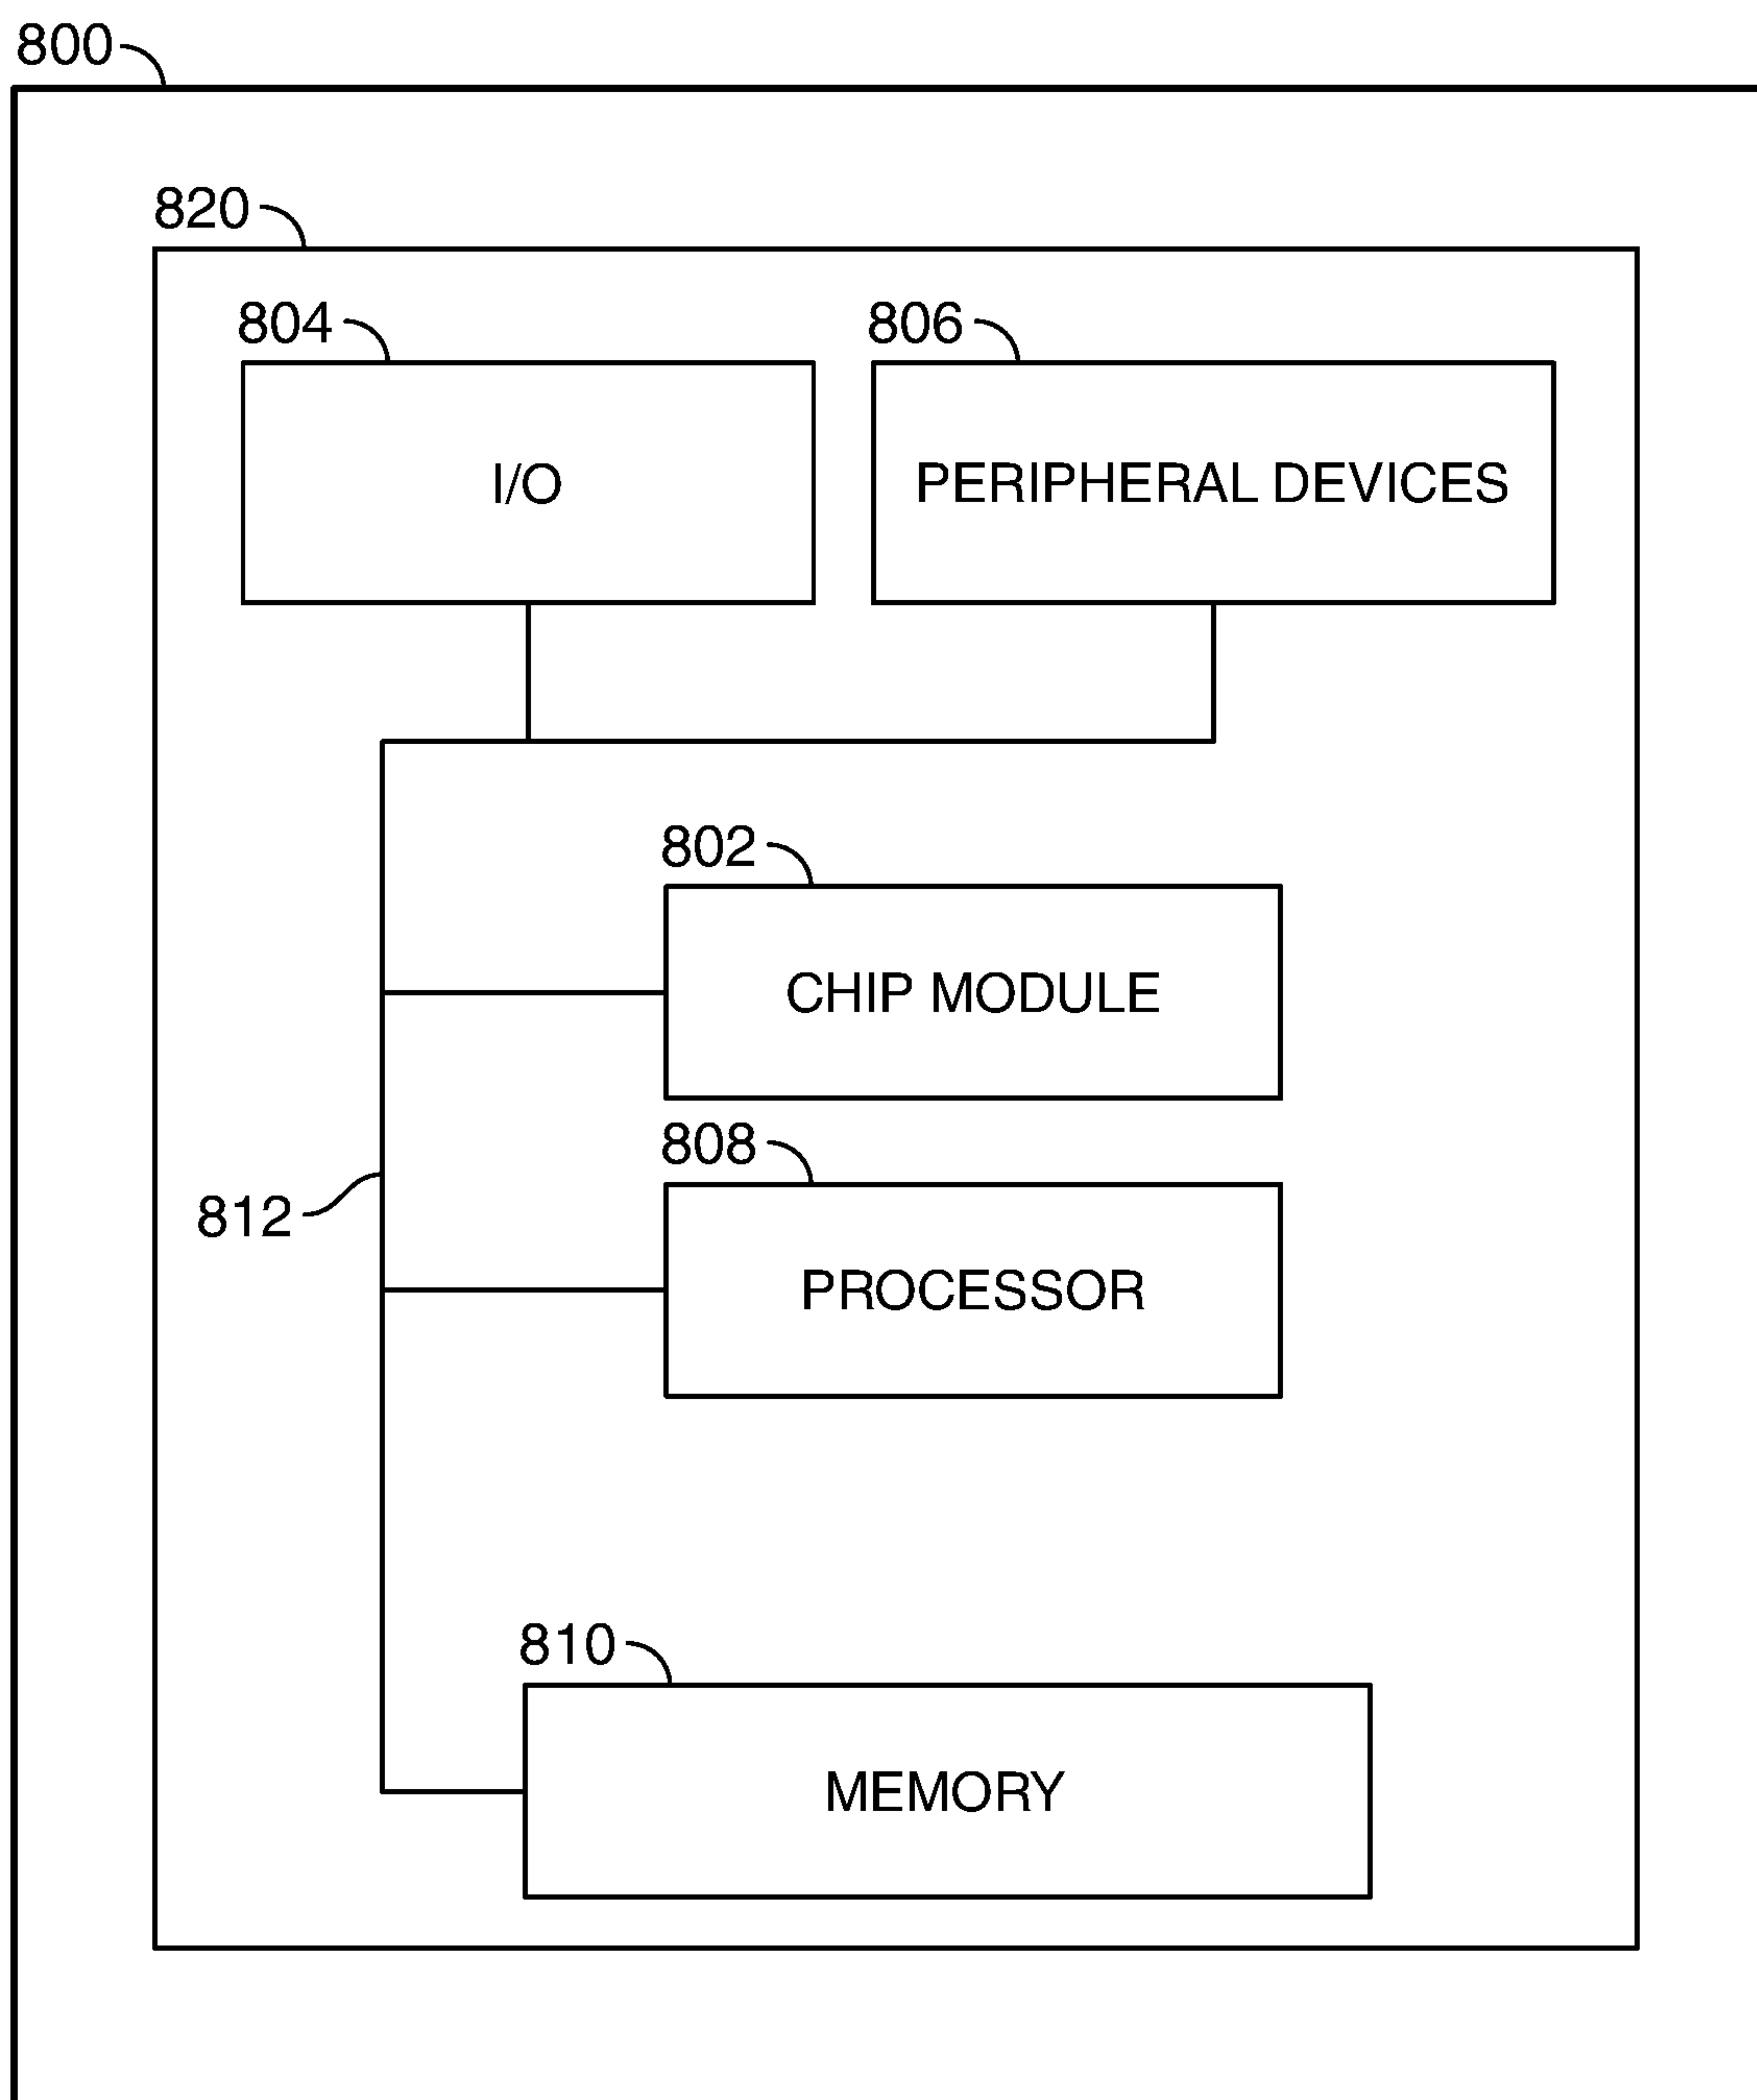 800
820
804
806
I/O
PERIPHERAL DEVICES
802
CHIP MODULE
808
812
PROCESSOR
810
MEMORY